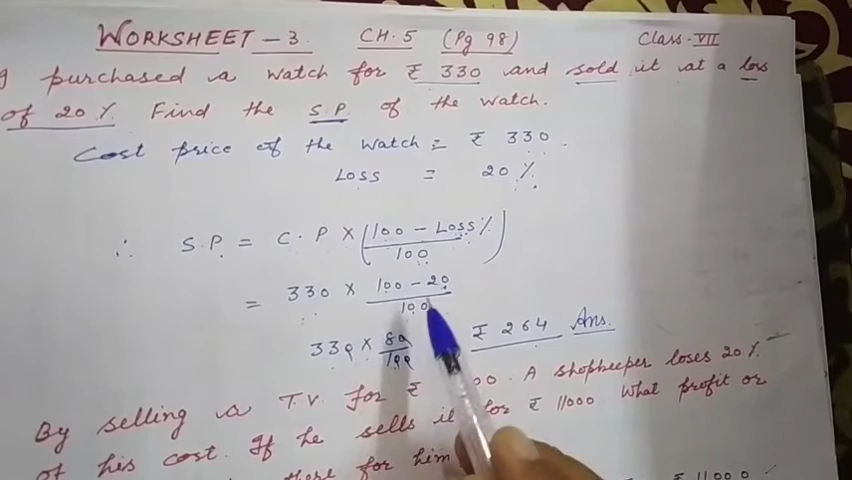 WORKSHEET - 3. CH. 5 (Pg 98) Class - VII
purchased a watch for ₹ 330 and sold it at a loss
of 20 %. Find the S.P of the watch.
Cost price of the watch = ₹ 330.
Loss = 20 %.
∴ S.P = C.P × (100 - Loss% / 100)
= 330 × 100 - 20 / 100
330 × 80 / 100 ₹ 264 Ans.
By selling a T.V. for ₹ 00. A shopkeeper loses 20 %.
of his cost. If he sells it for ₹ 11000. What profit or
there for him
₹ 11000